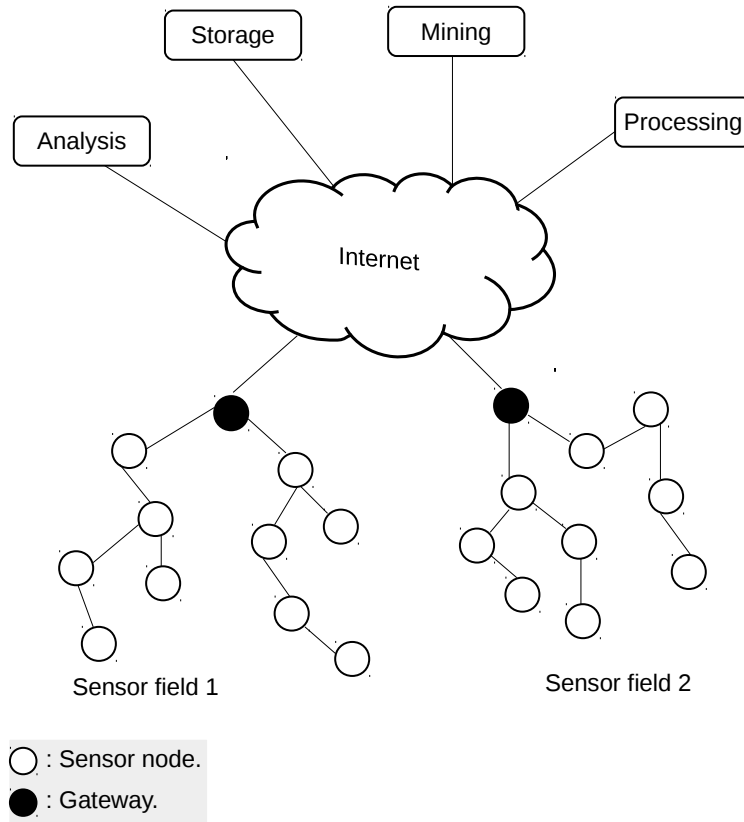 Storage
Mining
Analysis
Processing
Internet
Sensor field 1
Sensor field 2
: Sensor node.
: Gateway.